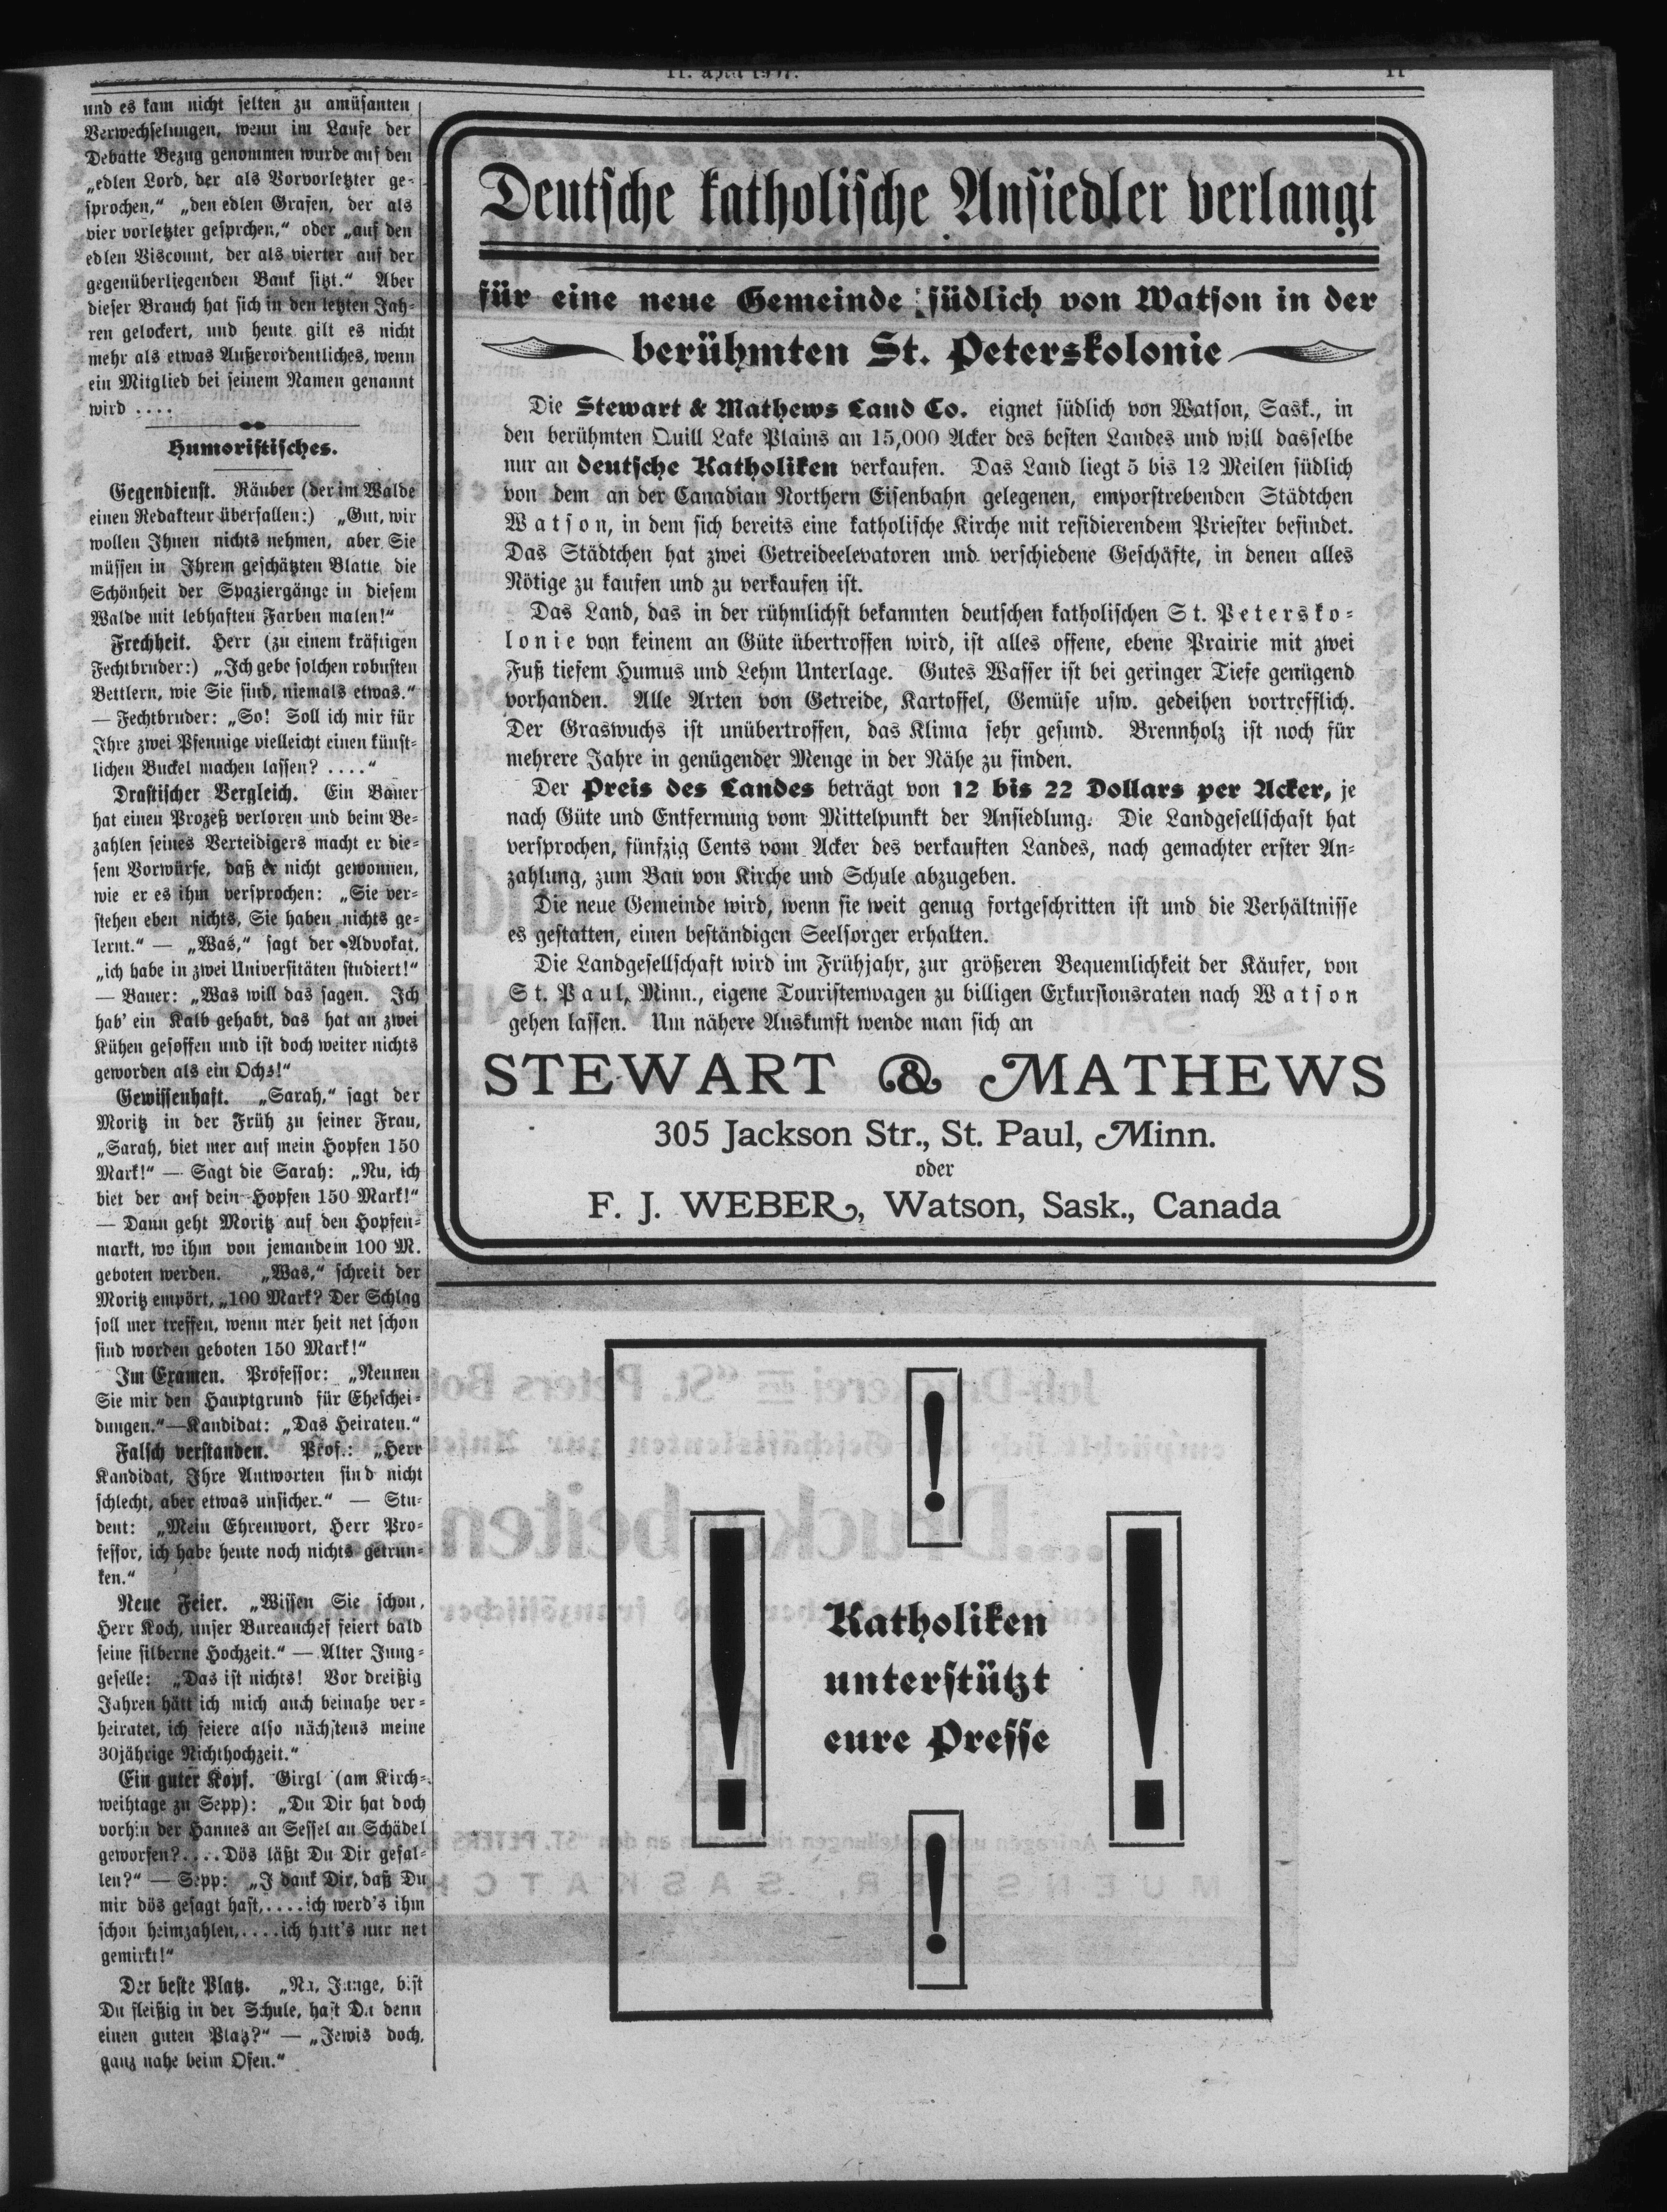 11
und es kam nicht selten zu amüsanten
Verwechselungen, wenn im Laufe der
Debatte Bezug genommen wurde auf den
„edlen Lord, der als Vorvorletzter ge-
sprochen,“ „den edlen Grafen, der als
vier vorletzter gesprchen,“ oder „auf den
edlen Viscount, der als vierter auf der
gegenüberliegenden Bank sitzt.“ Aber
dieser Brauch hat sich in den letzten Jah-
ren gelockert, und heute gilt es nicht
mehr als etwas Außerordentliches, wenn
ein Mitglied bei seinem Namen genannt
wird ....
Humoristisches.
Gegendienst. Räuber (der im Walde
einen Redakteur überfallen:) „Gut, wir
wollen Ihnen nichts nehmen, aber Sie
müssen in Ihrem geschätzten Blatte die
Schönheit der Spaziergänge in diesem
Walde mit lebhaften Farben malen!“
Frechheit. Herr (zu einem kräftigen
Fechtbruder:) „Ich gebe solchen robusten
Bettlern, wie Sie sind, niemals etwas.“
— Fechtbruder: „So! Soll ich mir für
Ihre zwei Pfennige vielleicht einen künst-
lichen Buckel machen lassen? ....“
Drastischer Vergleich. Ein Bauer
hat einen Prozeß verloren und beim Be-
zahlen seines Verteidigers macht er die-
sem Vorwürfe, daß er nicht gewonnen,
wie er es ihm versprochen: „Sie ver-
stehen eben nichts, Sie haben nichts ge-
lernt.“ — „Was,“ sagt der Advokat,
„ich habe in zwei Universitäten studiert!“
— Bauer: „Was will das sagen. Ich
hab' ein Kalb gehabt, das hat an zwei
Kühen gesoffen und ist doch weiter nichts
geworden als ein Ochs!“
Gewissenhaft. „Sarah,“ sagt der
Moritz in der Früh zu seiner Frau,
„Sarah, biet mer auf mein Hopfen 150
Mark!“ — Sagt die Sarah: „Nu, ich
biet der auf dein Hopfen 150 Mark!“
— Dann geht Moritz auf den Hopfen-
markt, wo ihm von jemandem 100 M.
geboten werden. „Was,“ schreit der
Moritz empört, „100 Mark? Der Schlag
soll mer treffen, wenn mer heit net schon
sind worden geboten 150 Mark!“
Im Examen. Professor: „Nennen
Sie mir den Hauptgrund für Eheschei-
dungen.“—Kandidat: „Das Heiraten.“
Falsch verstanden. Prof.: „Herr
Kandidat, Ihre Antworten sind nicht
schlecht, aber etwas unsicher.“ — Stu-
dent: „Mein Ehrenwort, Herr Pro-
fessor, ich habe heute noch nichts getrun-
ken.“
Neue Feier. „Wissen Sie schon,
Herr Koch, unser Bureauchef feiert bald
seine silberne Hochzeit.“ — Alter Jung-
geselle: „Das ist nichts! Vor dreißig
Jahren hätt ich mich auch beinahe ver-
heiratet, ich feiere also nächstens meine
30jährige Nichthochzeit.“
Ein guter Kopf. Girgl (am Kirch-
weihtage zu Sepp): „Du Dir hat doch
vorhin der Hannes an Sessel an Schädel
geworfen?....Dös läßt Du Dir gefal-
len?“ — Sepp: „I dank Dir, daß Du
mir dös gesagt hast,....ich werd's ihm
schon heimzahlen,....ich hatt's nur net
gemirkt!“
Der beste Platz. „Na, Junge, bist
Du fleißig in der Schule, hast Du denn
einen guten Platz?“ — „Jewis doch,
ganz nahe beim Ofen.“
Deutsche katholische Ansiedler verlangt
für eine neue Gemeinde südlich von Watson in der
berühmten St. Peterskolonie
Die Stewart & Mathews Land Co. eignet südlich von Watson, Sask., in
den berühmten Quill Lake Plains an 15,000 Acker des besten Landes und will dasselbe
nur an deutsche Katholiken verkaufen. Das Land liegt 5 bis 12 Meilen südlich
von dem an der Canadian Northern Eisenbahn gelegenen, emporstrebenden Städtchen
Watson, in dem sich bereits eine katholische Kirche mit residierendem Priester befindet.
Das Städtchen hat zwei Getreideelevatoren und verschiedene Geschäfte, in denen alles
Nötige zu kaufen und zu verkaufen ist.
Das Land, das in der rühmlichst bekannten deutschen katholischen St. Petersko-
lonie von keinem an Güte übertroffen wird, ist alles offene, ebene Prairie mit zwei
Fuß tiefem Humus und Lehm Unterlage. Gutes Wasser ist bei geringer Tiefe genügend
vorhanden. Alle Arten von Getreide, Kartoffel, Gemüse usw. gedeihen vortrefflich.
Der Graswuchs ist unübertroffen, das Klima sehr gesund. Brennholz ist noch für
mehrere Jahre in genügender Menge in der Nähe zu finden.
Der Preis des Landes beträgt von 12 bis 22 Dollars per Acker, je
nach Güte und Entfernung vom Mittelpunkt der Ansiedlung. Die Landgesellschaft hat
versprochen, fünfzig Cents vom Acker des verkauften Landes, nach gemachter erster An-
zahlung, zum Bau von Kirche und Schule abzugeben.
Die neue Gemeinde wird, wenn sie weit genug fortgeschritten ist und die Verhältnisse
es gestatten, einen beständigen Seelsorger erhalten.
Die Landgesellschaft wird im Frühjahr, zur größeren Bequemlichkeit der Käufer, von
St. Paul, Minn., eigene Touristenwagen zu billigen Exkursionsraten nach Watson
gehen lassen. Um nähere Auskunft wende man sich an
STEWART & MATHEWS
305 Jackson Str., St. Paul, Minn.
oder
F. J. WEBER, Watson, Sask., Canada
!
! !
Katholiken
unterstützt
eure Presse
!